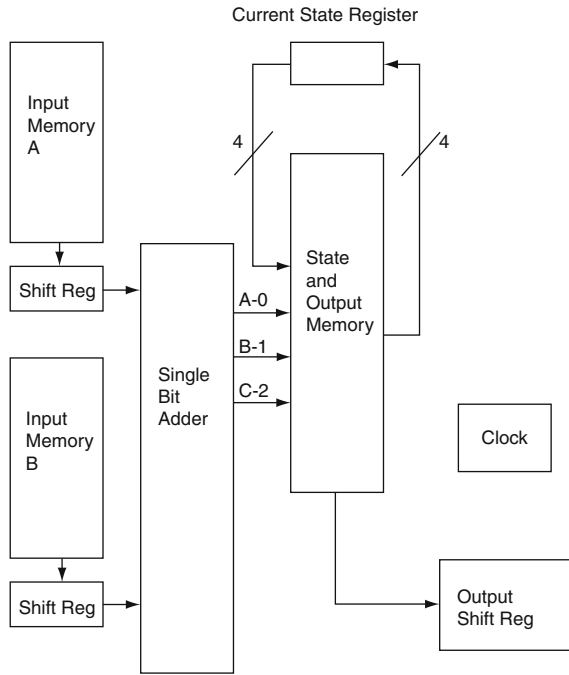 Current State Register
Input
Memory
A
4
4
Shift Reg
State
and
Output
Memory
A-0
B-1
C-2
Single
Bit
Adder
Input
Memory
B
Clock
Shift Reg
Output
Shift Reg